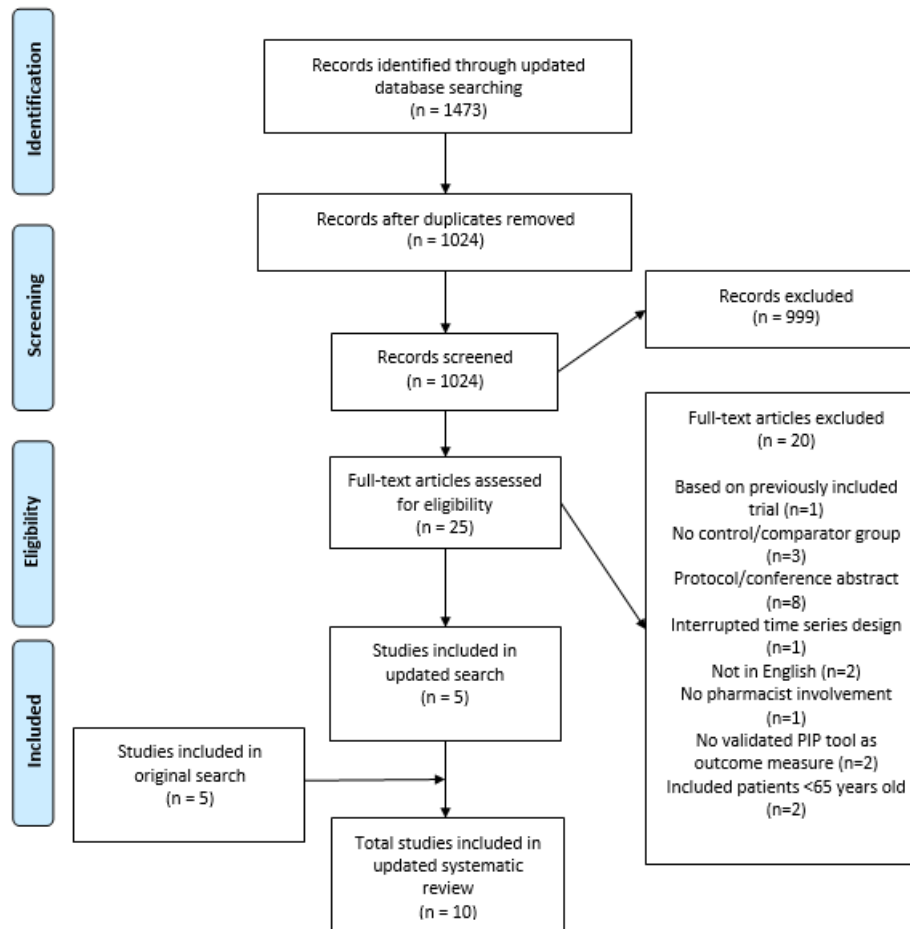 Identification
Records identified through updated
database searching
(n = 1473)
Records after duplicates removed
(n = 1024)
Screening
Records screened
(n = 1024)
Records excluded
(n = 999)
Eligibility
Full-text articles assessed
for eligibility
(n = 25)
Full-text articles excluded
(n = 20)
Based on previously included
trial (n=1)
No control/comparator group
(n=3)
Protocol/conference abstract
(n=8)
Interrupted time series design
(n=1)
Not in English (n=2)
No pharmacist involvement
(n=1)
No validated PIP tool as
outcome measure (n=2)
Included patients <65 years old
(n=2)
Included
Studies included in
updated search
(n = 5)
Studies included in
original search
(n = 5)
Total studies included in
updated systematic
review
(n = 10)